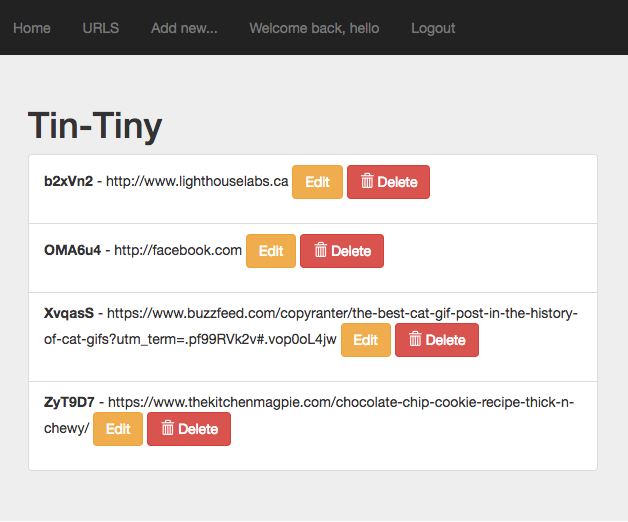 Home URLS Add new... Welcome back, hello Logout
Tin-Tiny
b2xVn2 - http://www.lighthouselabs.ca Edit Delete
OMA6u4 - http://facebook.com Edit Delete
XvqasS - https://www.buzzfeed.com/copyranter/the-best-cat-gif-post-in-the-history-
of-cat-gifs?utm_term=.pf99RVk2v#.vop0oL4jw Edit Delete
ZyT9D7 - https://www.thekitchenmagpie.com/chocolate-chip-cookie-recipe-thick-n-
chewy/ Edit Delete